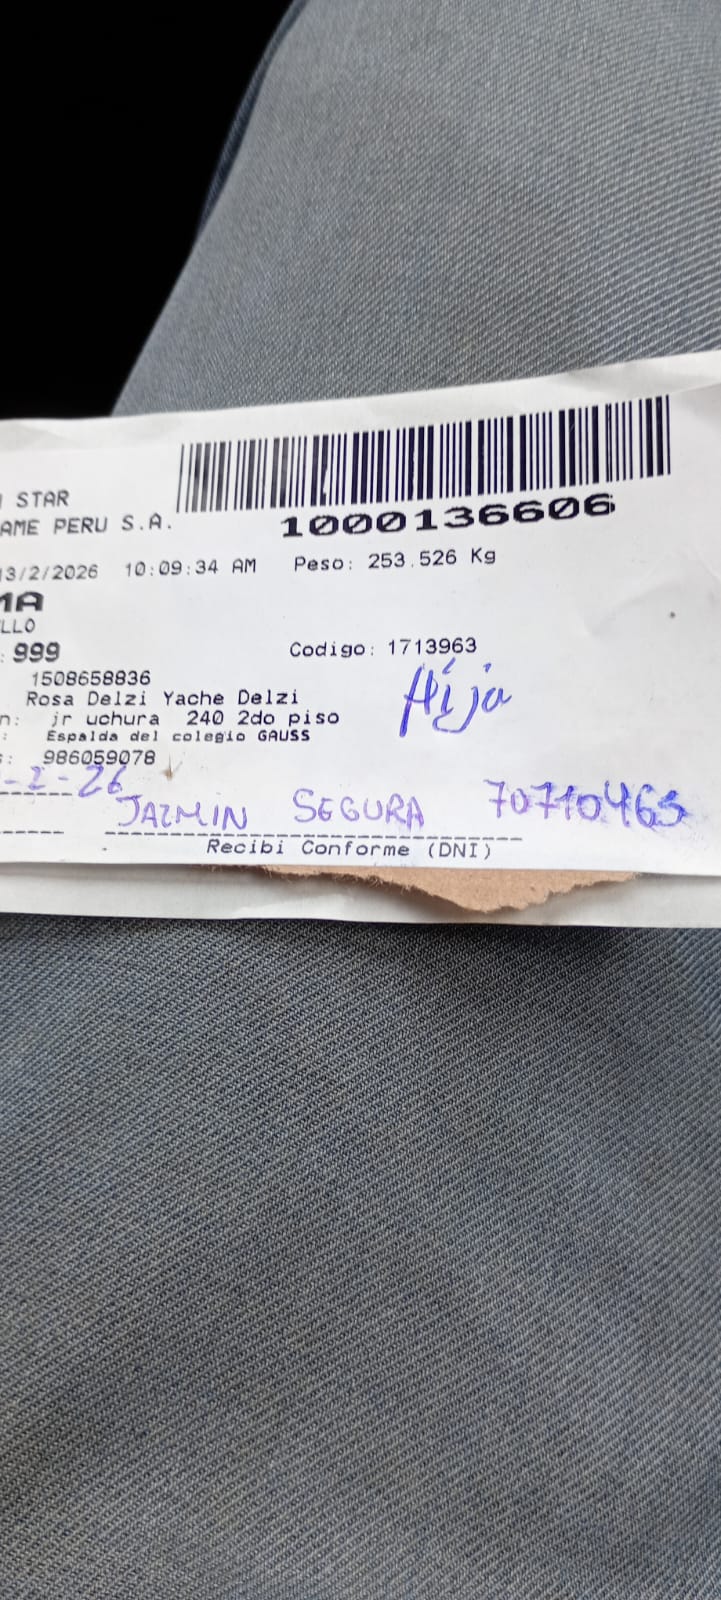 STAR
AME PERU S.A.
1000136606
13/2/2026 10:09:34 AM Peso: 253.526 Kg
MA
LLO
: 999 Codigo: 1713963
1508658836
Hija
Rosa Delzi Yache Delzi
n: jr uchura 240 2do piso
: Espalda del colegio GAUSS
: 986059078
-2-26
JAZMIN SEGURA 70710463
Recibi Conforme (DNI)